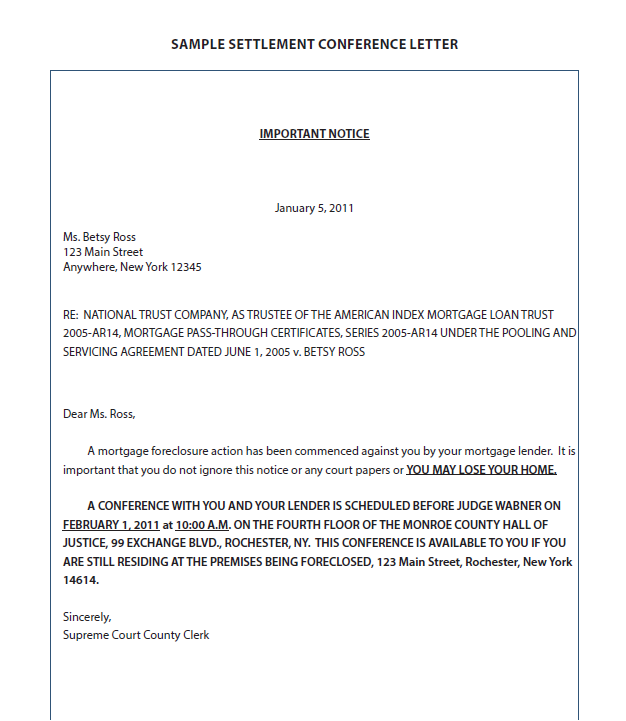 SAMPLE SETTLEMENT CONFERENCE LETTER
IMPORTANT NOTICE
January 5, 2011
Ms. Betsy Ross
123 Main Street
Anywhere, New York 12345
RE: NATIONAL TRUST COMPANY, AS TRUSTEE OF THE AMERICAN INDEX MORTGAGE LOAN TRUST
2005-AR14, MORTGAGE PASS-THROUGH CERTIFICATES, SERIES 2005-AR14 UNDER THE POOLING AND
SERVICING AGREEMENT DATED JUNE 1, 2005 v. BETSY ROSS
Dear Ms. Ross,
A mortgage foreclosure action has been commenced against you by your mortgage lender. It is
important that you do not ignore this notice or any court papers or YOU MAY LOSE YOUR HOME.
A CONFERENCE WITH YOU AND YOUR LENDER IS SCHEDULED BEFORE JUDGE WABNER ON
FEBRUARY 1, 2011 at 10:00 A.M. ON THE FOURTH FLOOR OF THE MONROE COUNTY HALL OF
JUSTICE, 99 EXCHANGE BLVD., ROCHESTER, NY. THIS CONFERENCE IS AVAILABLE TO YOU IF YOU
ARE STILL RESIDING AT THE PREMISES BEING FORECLOSED, 123 Main Street, Rochester, New York
14614.
Sincerely,
Supreme Court County Clerk